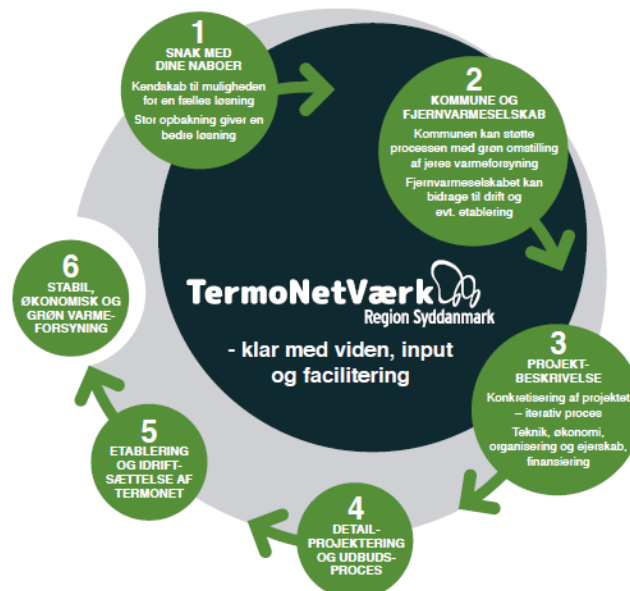 1
SNAK MED
DINE NABOER
Kendskab til muligheden
for en fælles løsning
Stor opbakning giver en
bedre løsning
2
KOMMUNE OG
FJERNVARMESELSKAB
Kommunen kan støtte
processen med grøn omstilling
af jeres varmeforsyning
Fjernvarmeselskabet kan
bidrage til drift og
evt. etablering
TermoNetVærk
Region Syddanmark
- klar med viden, input
og facilitering
3
PROJEKT-
BESKRIVELSE
Konkretisering af projektet
– iterativ proces
Teknik, økonomi,
organisering og ejerskab,
finansiering
4
DETAIL-
PROJEKTERING
OG UDBUDS-
PROCES
5
ETABLERING
OG IDRIFT-
SÆTTELSE AF
TERMONET
6
STABIL,
ØKONOMISK OG
GRØN VARME-
FORSYNING